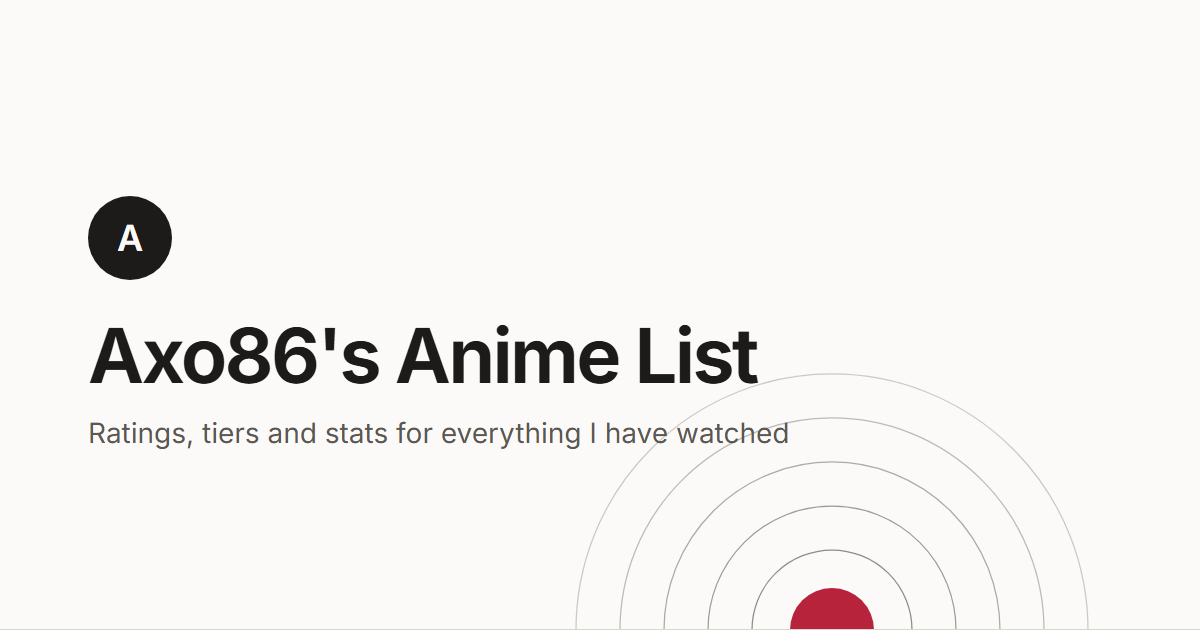 A
Axo86's Anime List
Ratings, tiers and stats for everything I have watched